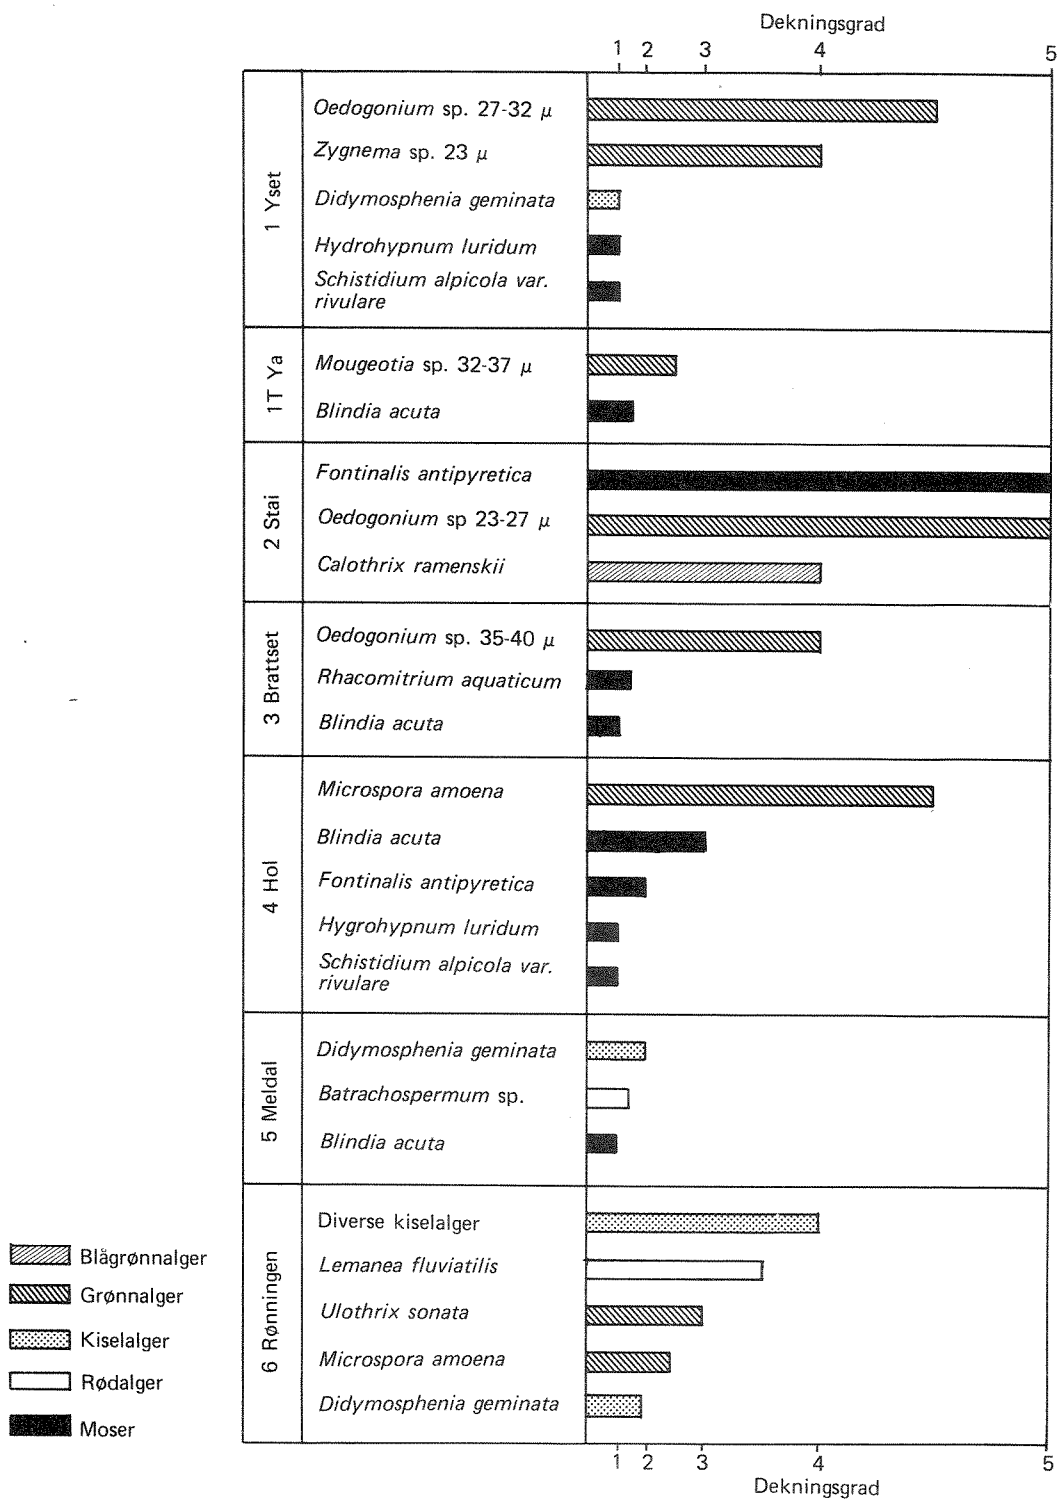 Dekningsgrad
1 2 3 4 5
1 Yset
Oedogonium sp. 27-32 μ
Zygnema sp. 23 μ
Didymosphenia geminata
Hydrohypnum luridum
Schistidium alpicola var.
rivulare
1T Ya
Mougeotia sp. 32-37 μ
Blindia acuta
2 Stai
Fontinalis antipyretica
Oedogonium sp 23-27 μ
Calothrix ramenskii
3 Brattset
Oedogonium sp. 35-40 μ
Rhacomitrium aquaticum
Blindia acuta
4 Hol
Microspora amoena
Blindia acuta
Fontinalis antipyretica
Hygrohypnum luridum
Schistidium alpicola var.
rivulare
5 Meldal
Didymosphenia geminata
Batrachospermum sp.
Blindia acuta
6 Rønningen
Diverse kiselalger
Lemanea fluviatilis
Ulothrix sonata
Microspora amoena
Didymosphenia geminata
1 2 3 4 5
Dekningsgrad
Blågrønnalger
Grønnalger
Kiselalger
Rødalger
Moser